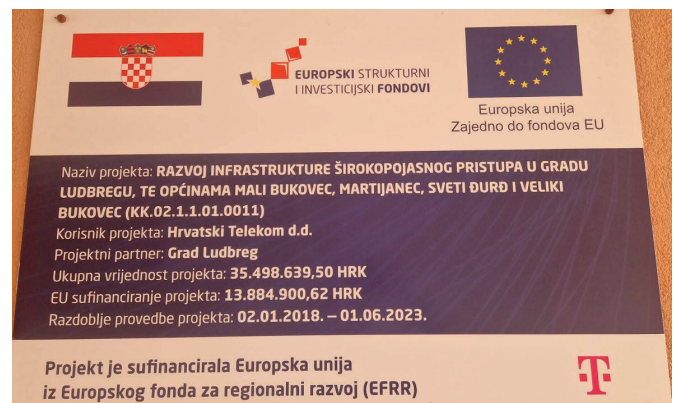 EUROPSKI STRUKTURNI
I INVESTICIJSKI FONDOVI
Europska unija
Zajedno do fondova EU
Naziv projekta: RAZVOJ INFRASTRUKTURE ŠIROKOPOJASNOG PRISTUPA U GRADU
LUDBREGU, TE OPĆINAMA MALI BUKOVEC, MARTIJANEC, SVETI ĐURĐ I VELIKI
BUKOVEC (KK.02.1.1.01.0011)
Korisnik projekta: Hrvatski Telekom d.d.
Projektni partner: Grad Ludbreg
Ukupna vrijednost projekta: 35.498.639,50 HRK
EU sufinanciranje projekta: 13.884.900,62 HRK
Razdoblje provedbe projekta: 02.01.2018. – 01.06.2023.
Projekt je sufinancirala Europska unija
iz Europskog fonda za regionalni razvoj (EFRR)
T